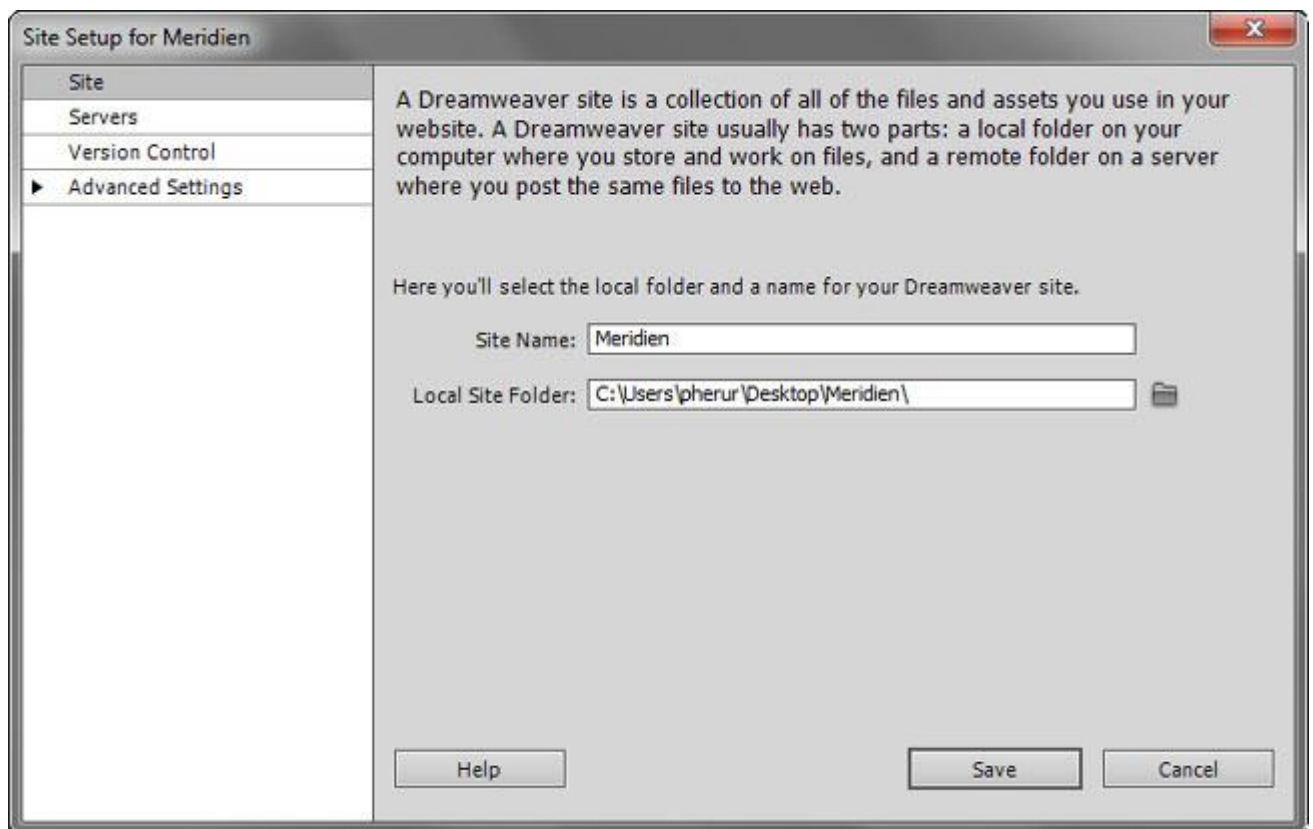 Site Setup for Meridien
Site
Servers
Version Control
Advanced Settings
A Dreamweaver site is a collection of all of the files and assets you use in your
website. A Dreamweaver site usually has two parts: a local folder on your
computer where you store and work on files, and a remote folder on a server
where you post the same files to the web.
Here you'll select the local folder and a name for your Dreamweaver site.
Site Name: Meridien
Local Site Folder: C:\Users\pherur\Desktop\Meridien\
Help Save Cancel